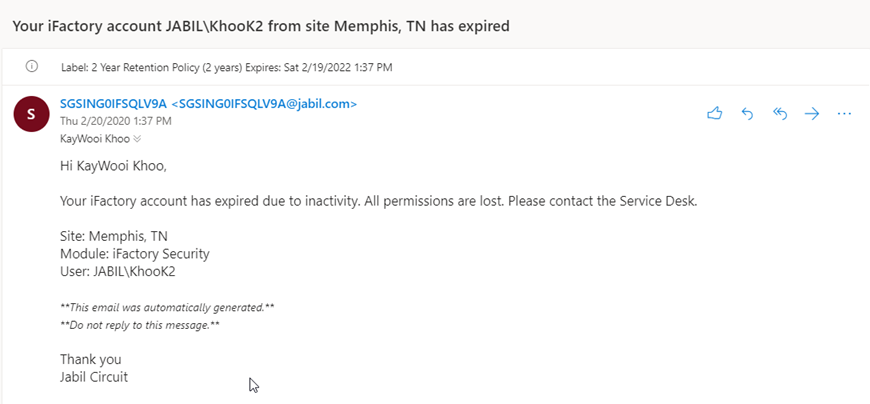 Your iFactory account JABIL\KhooK2 from site Memphis, TN has expired
Label: 2 Year Retention Policy (2 years) Expires: Sat 2/19/2022 1:37 PM
S
SGSING0IFSQLV9A <SGSING0IFSQLV9A@jabil.com>
Thu 2/20/2020 1:37 PM
KayWooi Khoo
Hi KayWooi Khoo,
Your iFactory account has expired due to inactivity. All permissions are lost. Please contact the Service Desk.
Site: Memphis, TN
Module: iFactory Security
User: JABIL\KhooK2
**This email was automatically generated.**
**Do not reply to this message.**
Thank you
Jabil Circuit